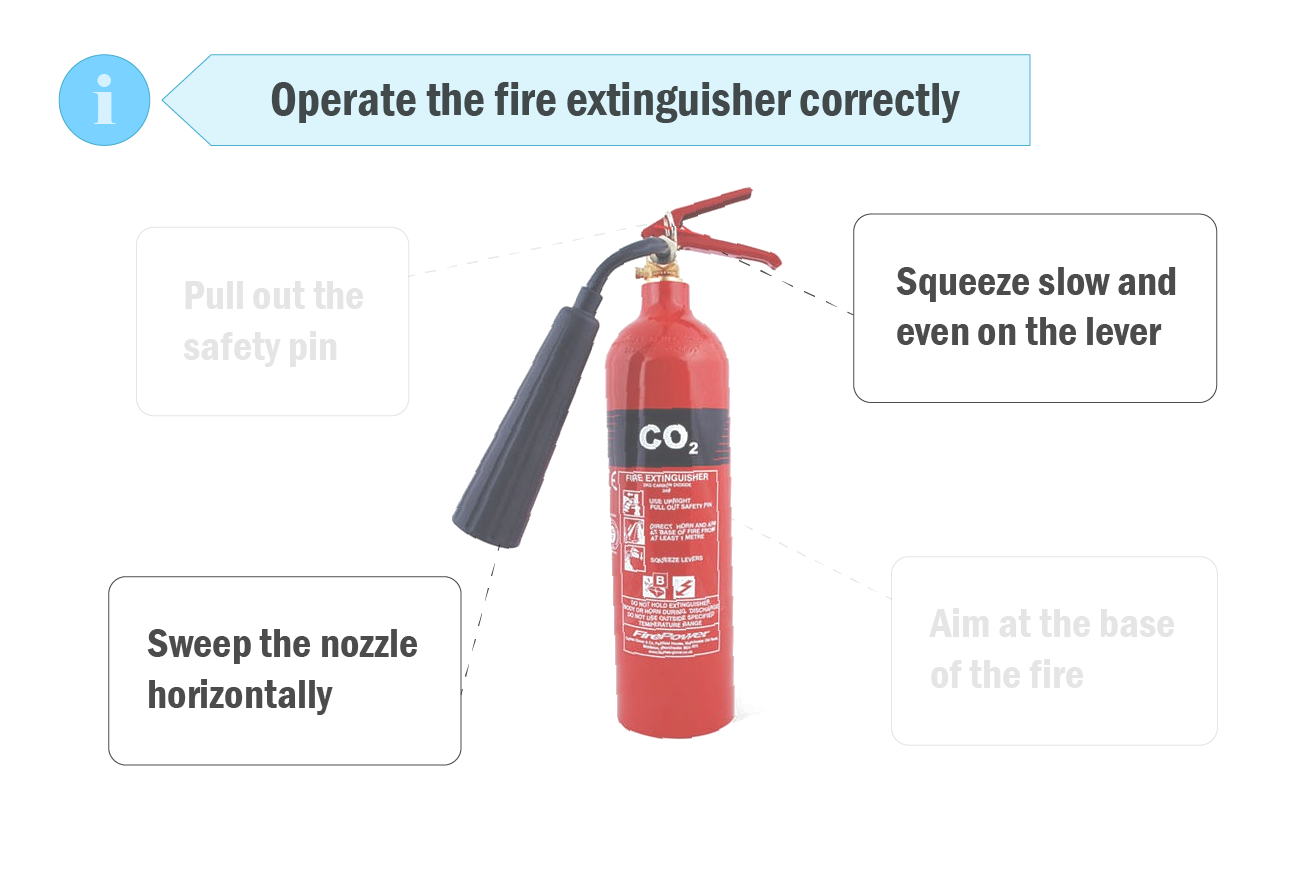 i
Operate the fire extinguisher correctly
Pull out the
safety pin
Squeeze slow and
even on the lever
CO2
FIRE EXTINGUISHER
2KG CARBON DIOXIDE
USE UPRIGHT
PULL OUT SAFETY PIN
DIRECT HORN AND AIM
AT BASE OF FIRE FROM
AT LEAST 1 METRE
SQUEEZE LEVERS
B
DO NOT HOLD EXTINGUISHER
BODY OR HORN DURING DISCHARGE
DO NOT USE OUTSIDE SPECIFIED
TEMPERATURE RANGE
FirePower
Sweep the nozzle
horizontally
Aim at the base
of the fire